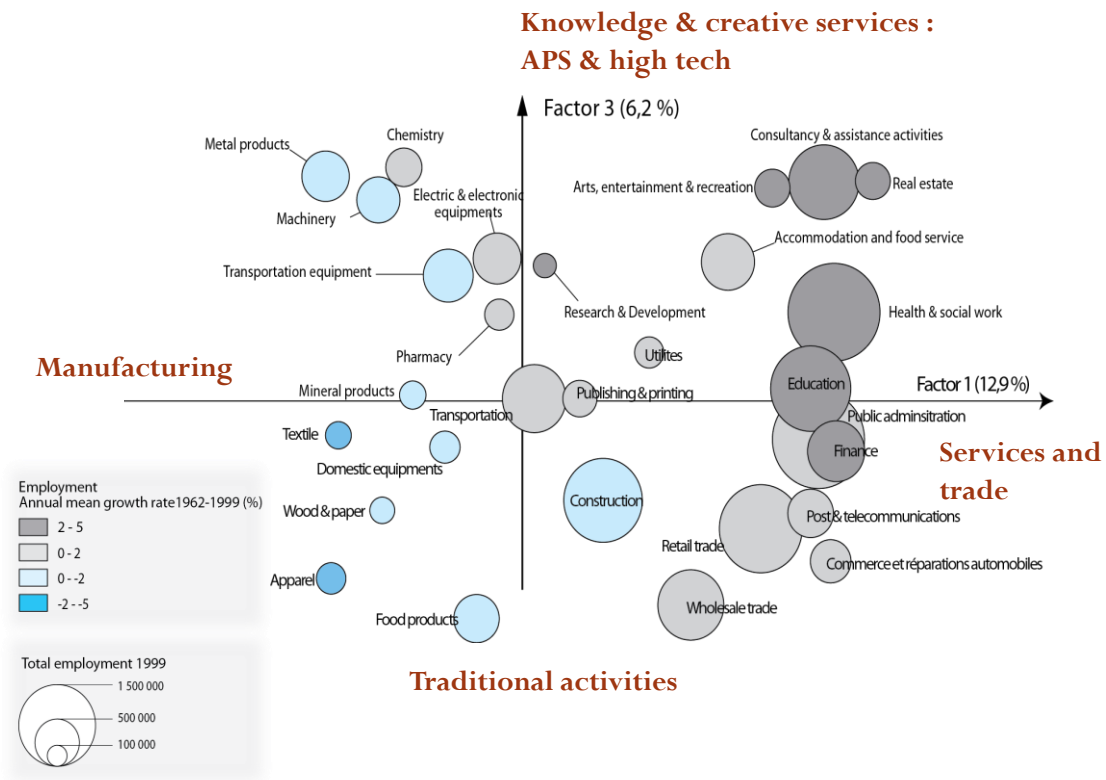 Knowledge & creative services :
APS & high tech
Factor 3 (6,2 %)
Metal products
Chemistry
Consultancy & assistance activities
Arts, entertainment & recreation
Real estate
Machinery
Electric & electronic
equipments
Accommodation and food service
Transportation equipment
Research & Development
Health & social work
Pharmacy
Utilites
Manufacturing
Mineral products
Publishing & printing
Education
Factor 1 (12,9 %)
Transportation
Public adminsitration
Textile
Domestic equipments
Finance
Services and
trade
Employment
Annual mean growth rate1962-1999 (%)
2 - 5
0 - 2
0 - -2
-2 - -5
Wood & paper
Construction
Post & telecommunications
Retail trade
Commerce et réparations automobiles
Apparel
Food products
Wholesale trade
Total employment 1999
1 500 000
500 000
100 000
Traditional activities